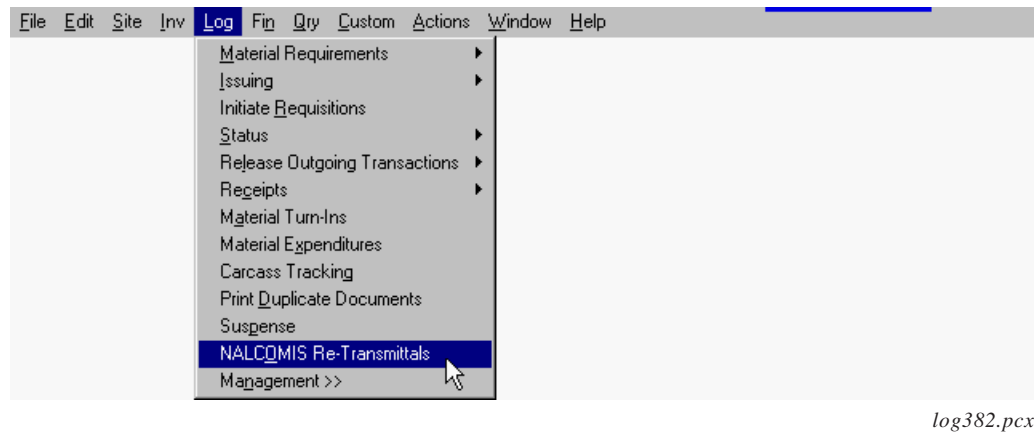 File Edit Site Inv Log Fin Qry Custom Actions Window Help
Material Requirements
Issuing
Initiate Requisitions
Status
Release Outgoing Transactions
Receipts
Material Turn-Ins
Material Expenditures
Carcass Tracking
Print Duplicate Documents
Suspense
NALCOMIS Re-Transmittals
Management >>
log382.pcx